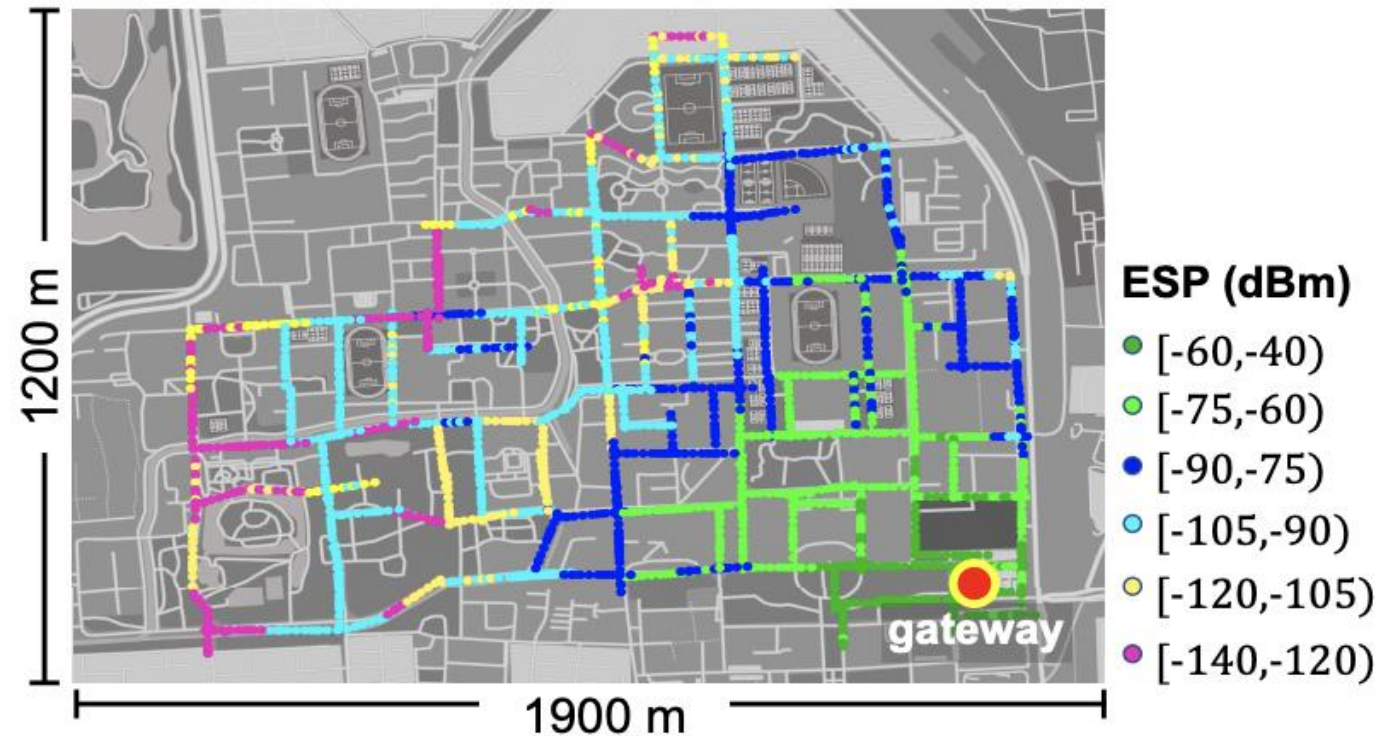 1200 m
ESP (dBm)
[-60,-40)
[-75,-60)
[-90,-75)
[-105,-90)
[-120,-105)
[-140,-120)
gateway
1900 m